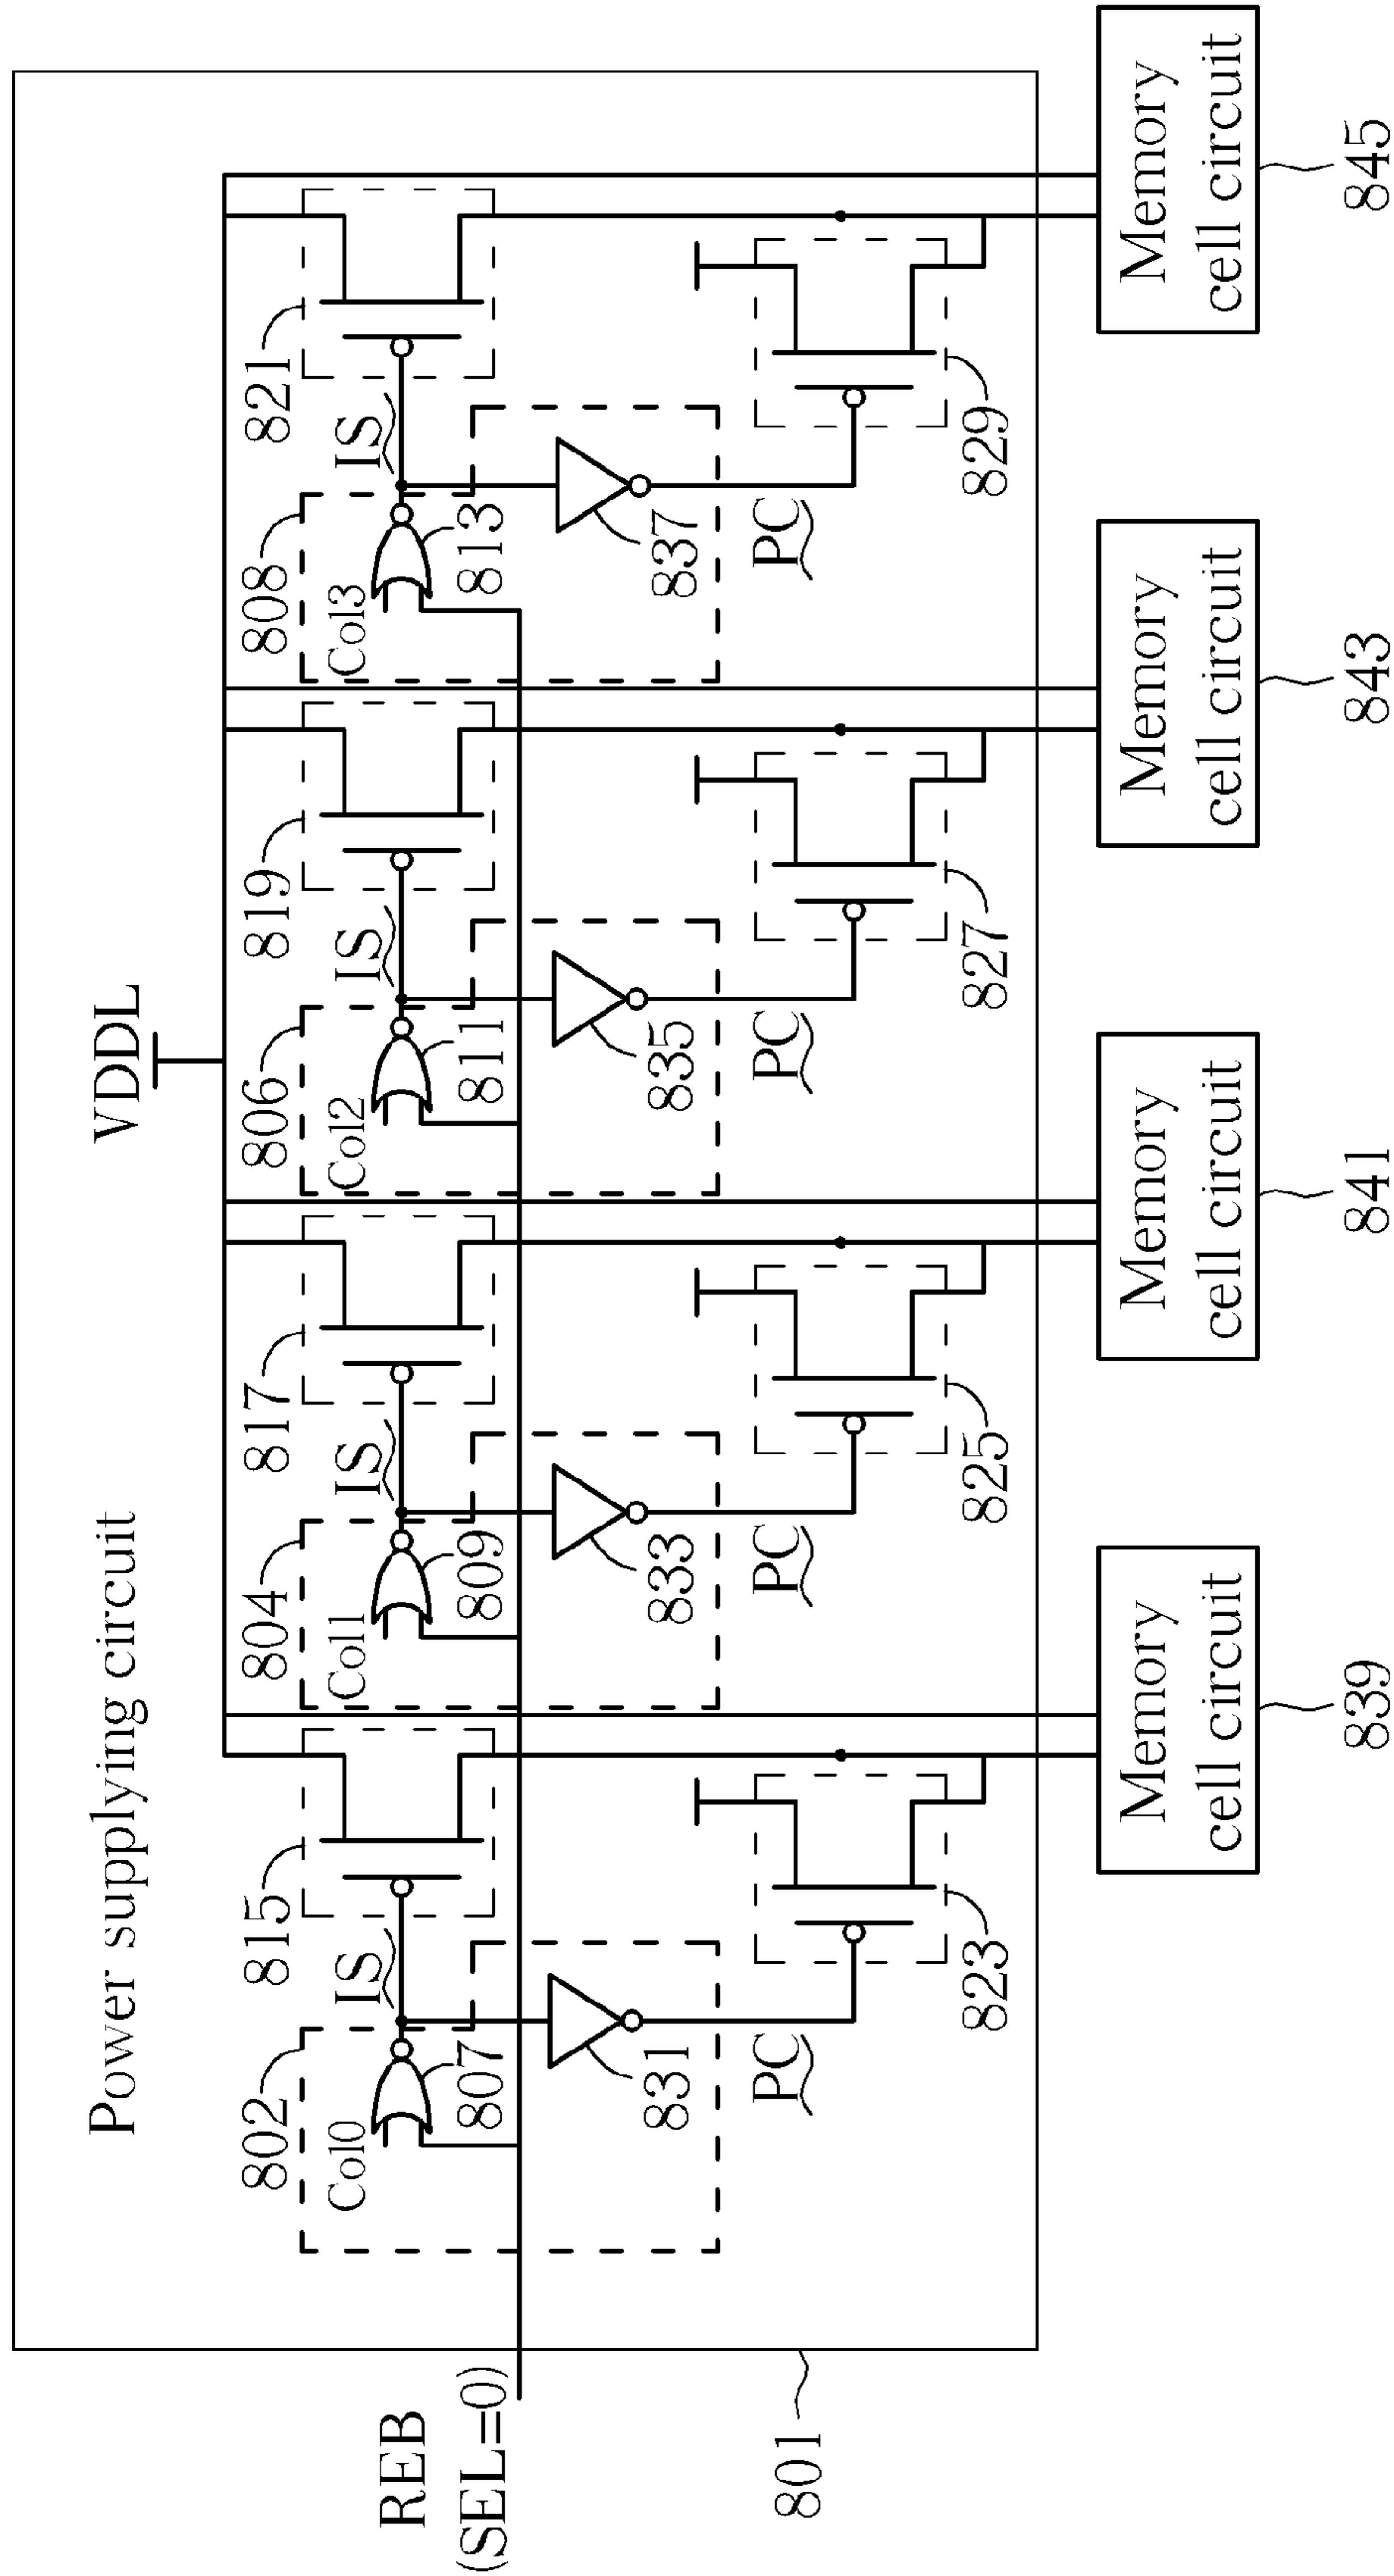 Power supplying circuit
VDDL
802
815
804
817
806
819
808
821
Col0
IS
Col1
IS
Col2
IS
Col3
IS
REB
(SEL=0)
807
809
811
813
831
833
835
837
PC
PC
PC
PC
801
823
825
827
829
Memory
cell circuit
Memory
cell circuit
Memory
cell circuit
Memory
cell circuit
839
841
843
845